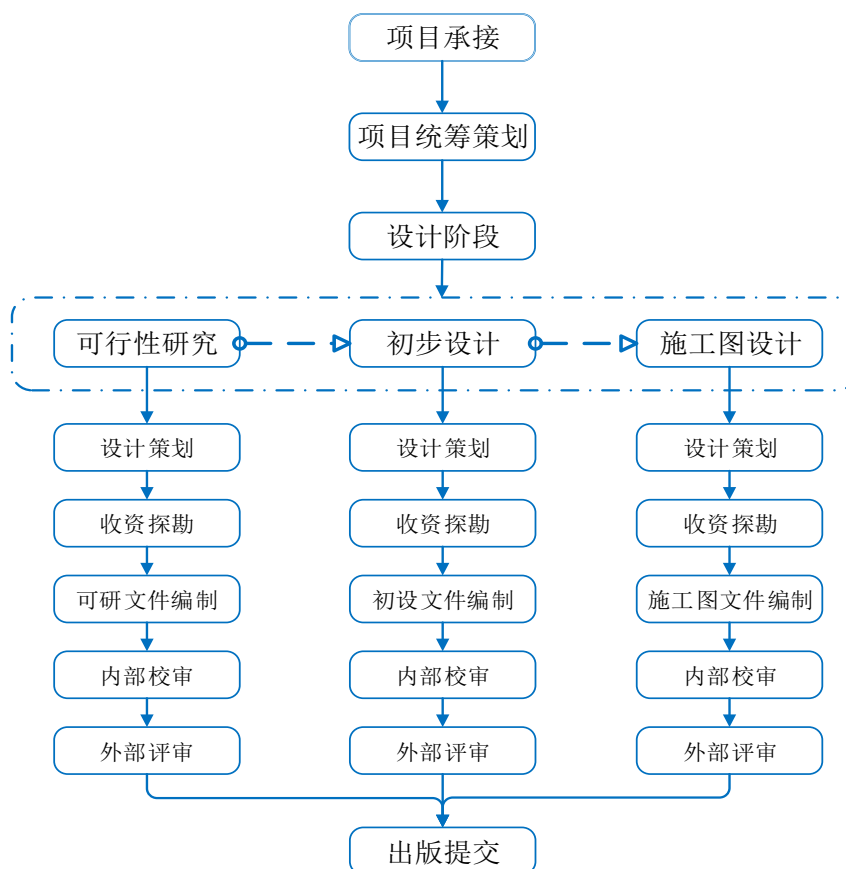 项目承接
项目统筹策划
设计阶段
可行性研究
初步设计
施工图设计
设计策划
设计策划
设计策划
收资探勘
收资探勘
收资探勘
可研文件编制
初设文件编制
施工图文件编制
内部校审
内部校审
内部校审
外部评审
外部评审
外部评审
出版提交